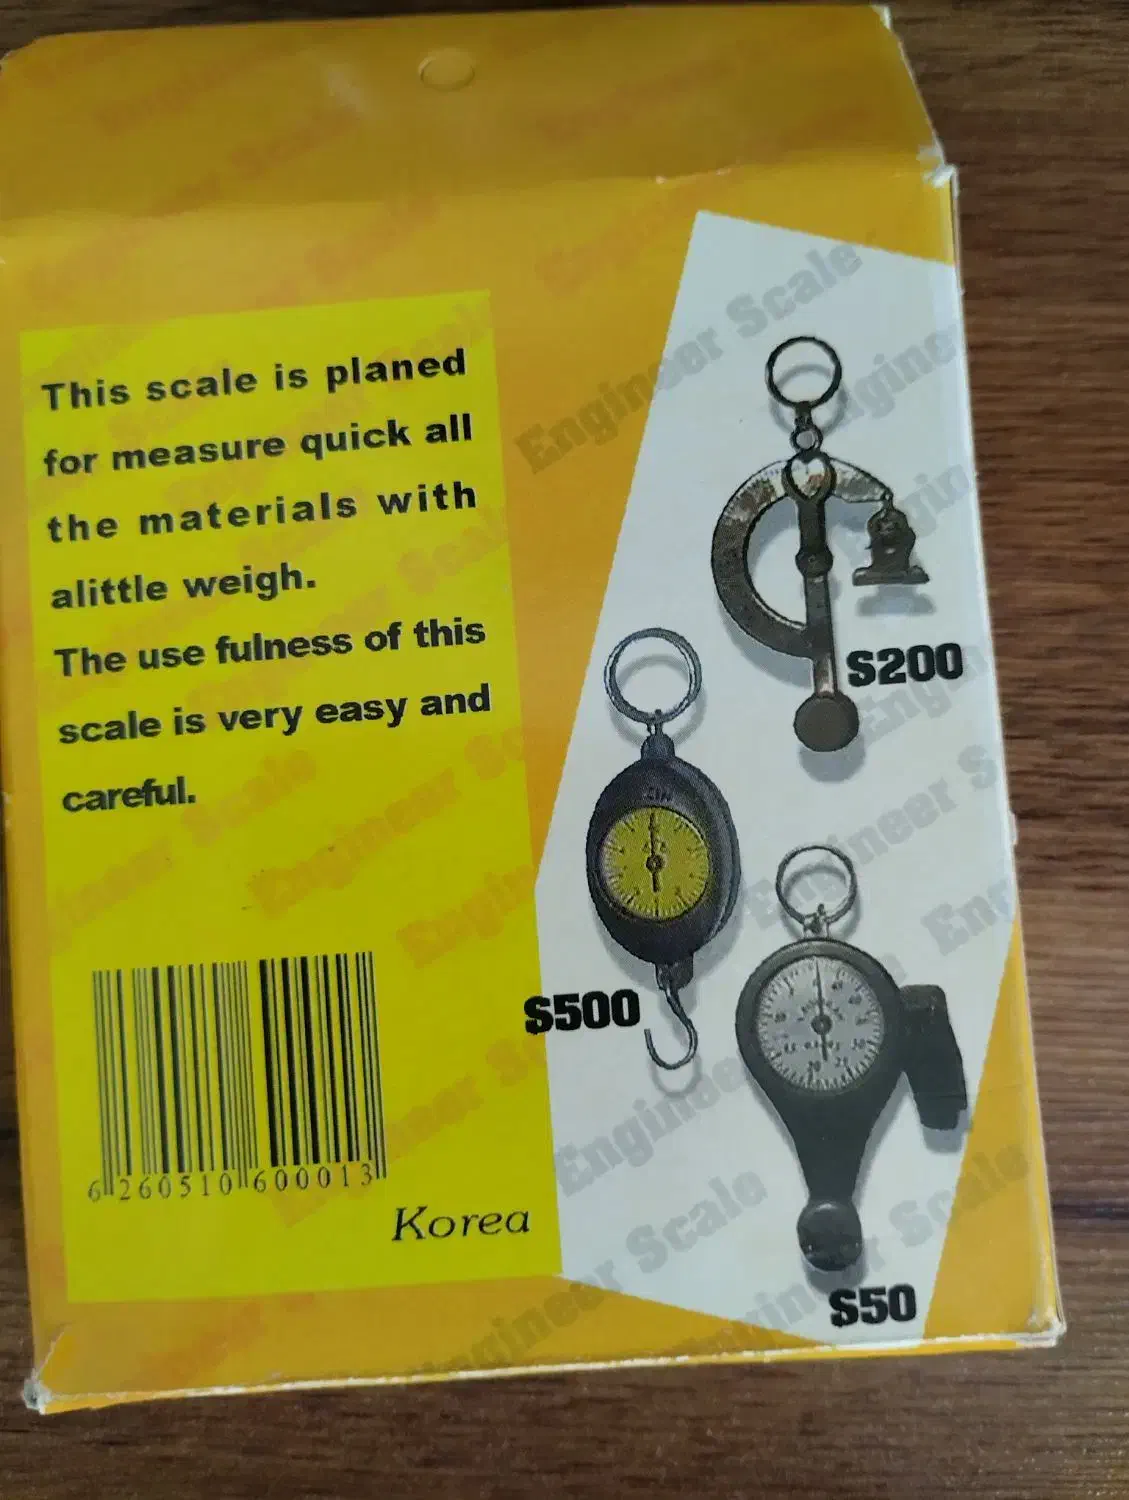 This scale is planed
for measure quick all
the materials with
alittle weigh.
The use fulness of this
scale is very easy and
careful.
6 260510 600013
Korea
Engineer Scale
S200
S500
S50